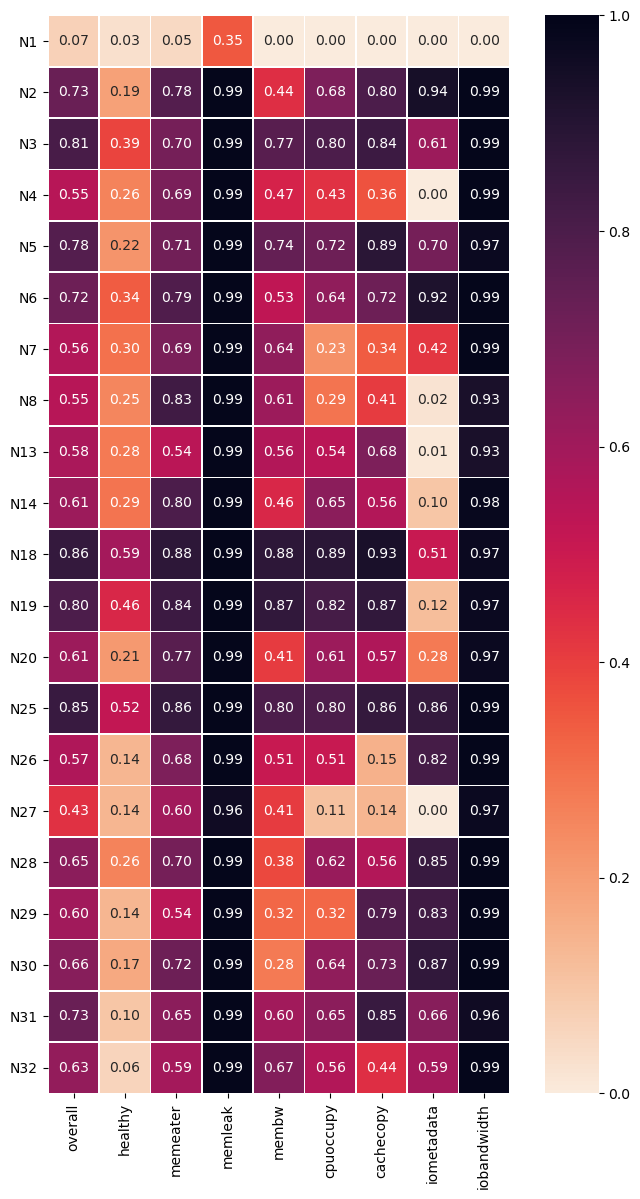 N1 0.07 0.03 0.05 0.35 0.00 0.00 0.00 0.00 0.00
N2 0.73 0.19 0.78 0.99 0.44 0.68 0.80 0.94 0.99
N3 0.81 0.39 0.70 0.99 0.77 0.80 0.84 0.61 0.99
N4 0.55 0.26 0.69 0.99 0.47 0.43 0.36 0.00 0.99
N5 0.78 0.22 0.71 0.99 0.74 0.72 0.89 0.70 0.97
N6 0.72 0.34 0.79 0.99 0.53 0.64 0.72 0.92 0.99
N7 0.56 0.30 0.69 0.99 0.64 0.23 0.34 0.42 0.99
N8 0.55 0.25 0.83 0.99 0.61 0.29 0.41 0.02 0.93
N13 0.58 0.28 0.54 0.99 0.56 0.54 0.68 0.01 0.93
N14 0.61 0.29 0.80 0.99 0.46 0.65 0.56 0.10 0.98
N18 0.86 0.59 0.88 0.99 0.88 0.89 0.93 0.51 0.97
N19 0.80 0.46 0.84 0.99 0.87 0.82 0.87 0.12 0.97
N20 0.61 0.21 0.77 0.99 0.41 0.61 0.57 0.28 0.97
N25 0.85 0.52 0.86 0.99 0.80 0.80 0.86 0.86 0.99
N26 0.57 0.14 0.68 0.99 0.51 0.51 0.15 0.82 0.99
N27 0.43 0.14 0.60 0.96 0.41 0.11 0.14 0.00 0.97
N28 0.65 0.26 0.70 0.99 0.38 0.62 0.56 0.85 0.99
N29 0.60 0.14 0.54 0.99 0.32 0.32 0.79 0.83 0.99
N30 0.66 0.17 0.72 0.99 0.28 0.64 0.73 0.87 0.99
N31 0.73 0.10 0.65 0.99 0.60 0.65 0.85 0.66 0.96
N32 0.63 0.06 0.59 0.99 0.67 0.56 0.44 0.59 0.99
overall
healthy
memeater
memleak
membw
cpuoccupy
cachecopy
iometadata
iobandwidth
1.0
0.8
0.6
0.4
0.2
0.0